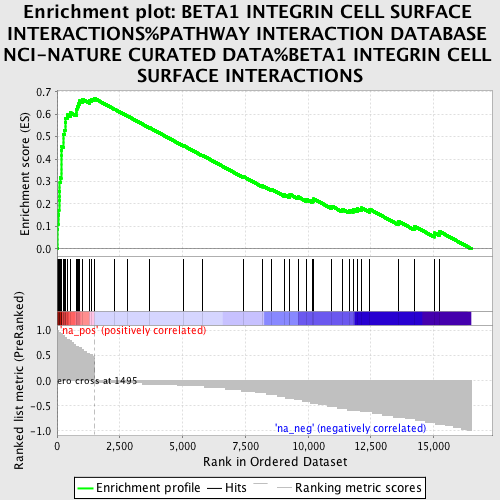 Enrichment plot: BETA1 INTEGRIN CELL SURFACE
INTERACTIONS%PATHWAY INTERACTION DATABASE
NCI-NATURE CURATED DATA%BETA1 INTEGRIN CELL
SURFACE INTERACTIONS
Enrichment score (ES)
0.7
0.6
0.5
0.4
0.3
0.2
0.1
0.0
Ranked list metric (PreRanked)
1.0
0.5
0.0
-0.5
-1.0
'na_pos' (positively correlated)
ero cross at 1495
'na_neg' (negatively correlated)
0
2,500
5,000
7,500
10,000
12,500
15,000
Rank in Ordered Dataset
Enrichment profile
Hits
Ranking metric scores